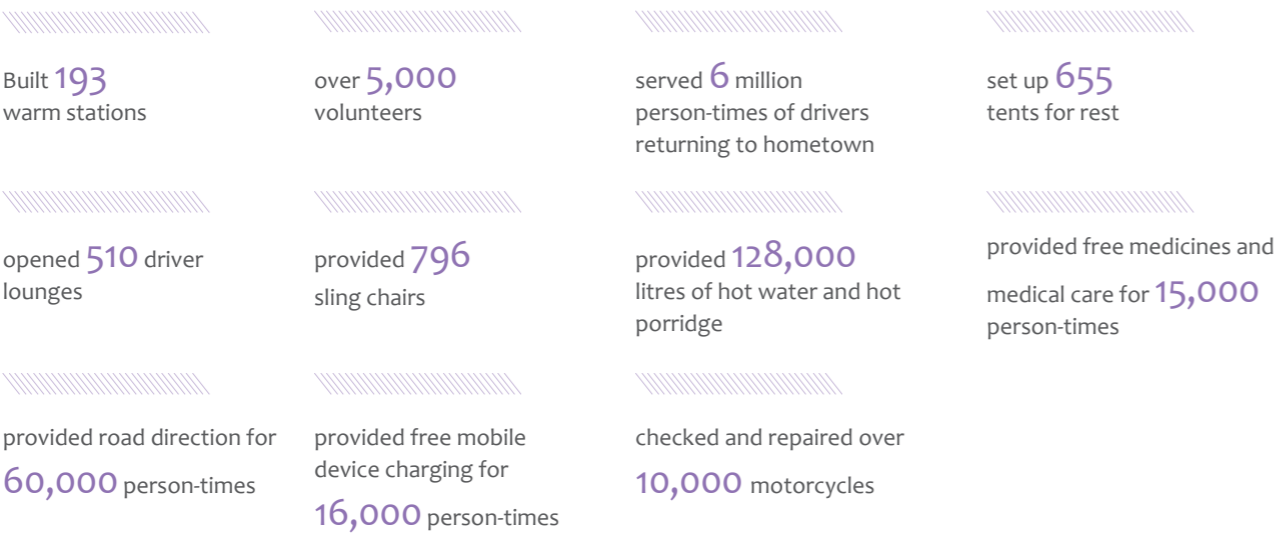 Built 193
warm stations
over 5,000
volunteers
served 6 million
person-times of drivers
returning to hometown
set up 655
tents for rest
opened 510 driver
lounges
provided 796
sling chairs
provided 128,000
litres of hot water and hot
porridge
provided free medicines and
medical care for 15,000
person-times
provided road direction for
60,000 person-times
provided free mobile
device charging for
16,000 person-times
checked and repaired over
10,000 motorcycles